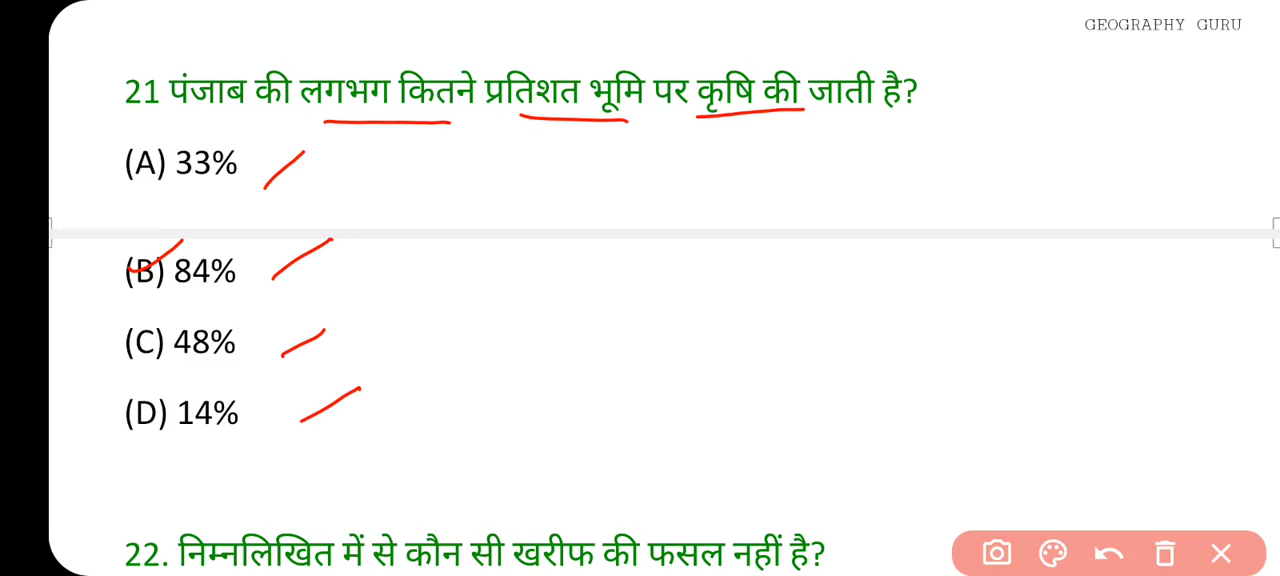 GEOGRAPHY GURU
21 पंजाब की लगभग कितने प्रतिशत भूमि पर कृषि की जाती है?
(A) 33%
(B) 84%
(C) 48%
(D) 14%
22. निम्नलिखित में से कौन सी खरीफ की फसल नहीं है?